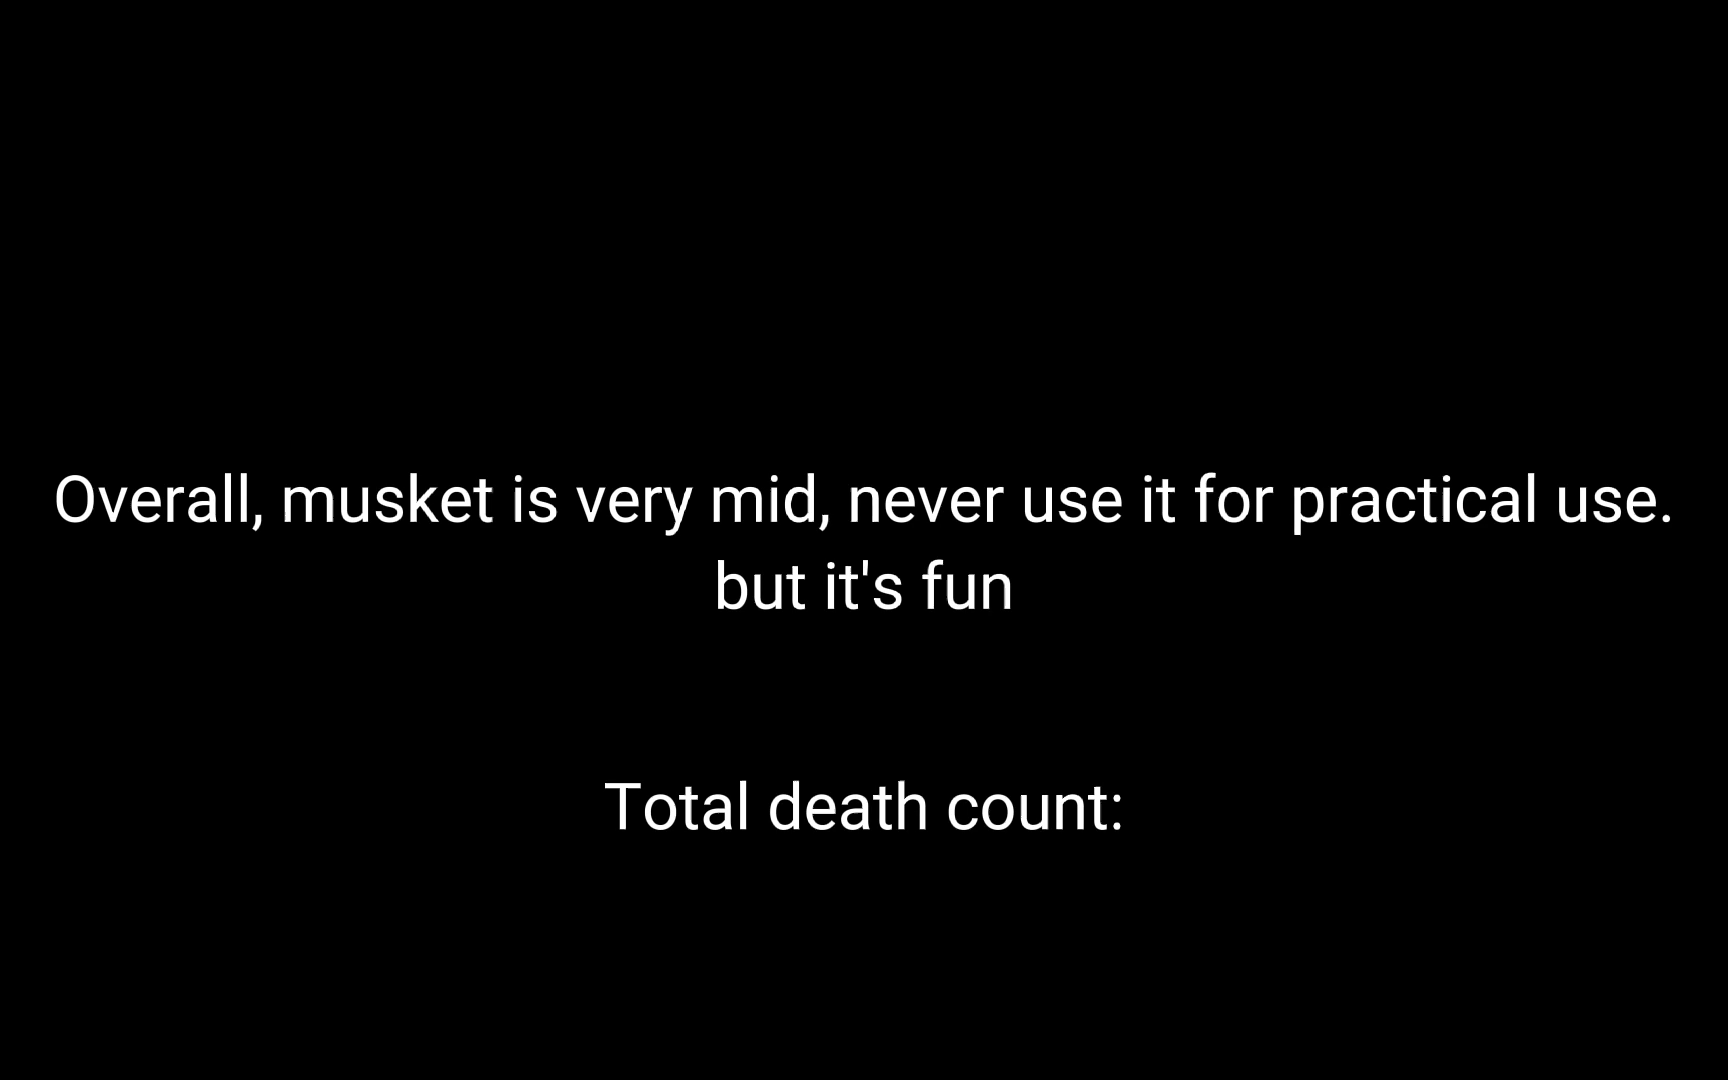 Overall, musket is very mid, never use it for practical use.
but it's fun
Total death count: